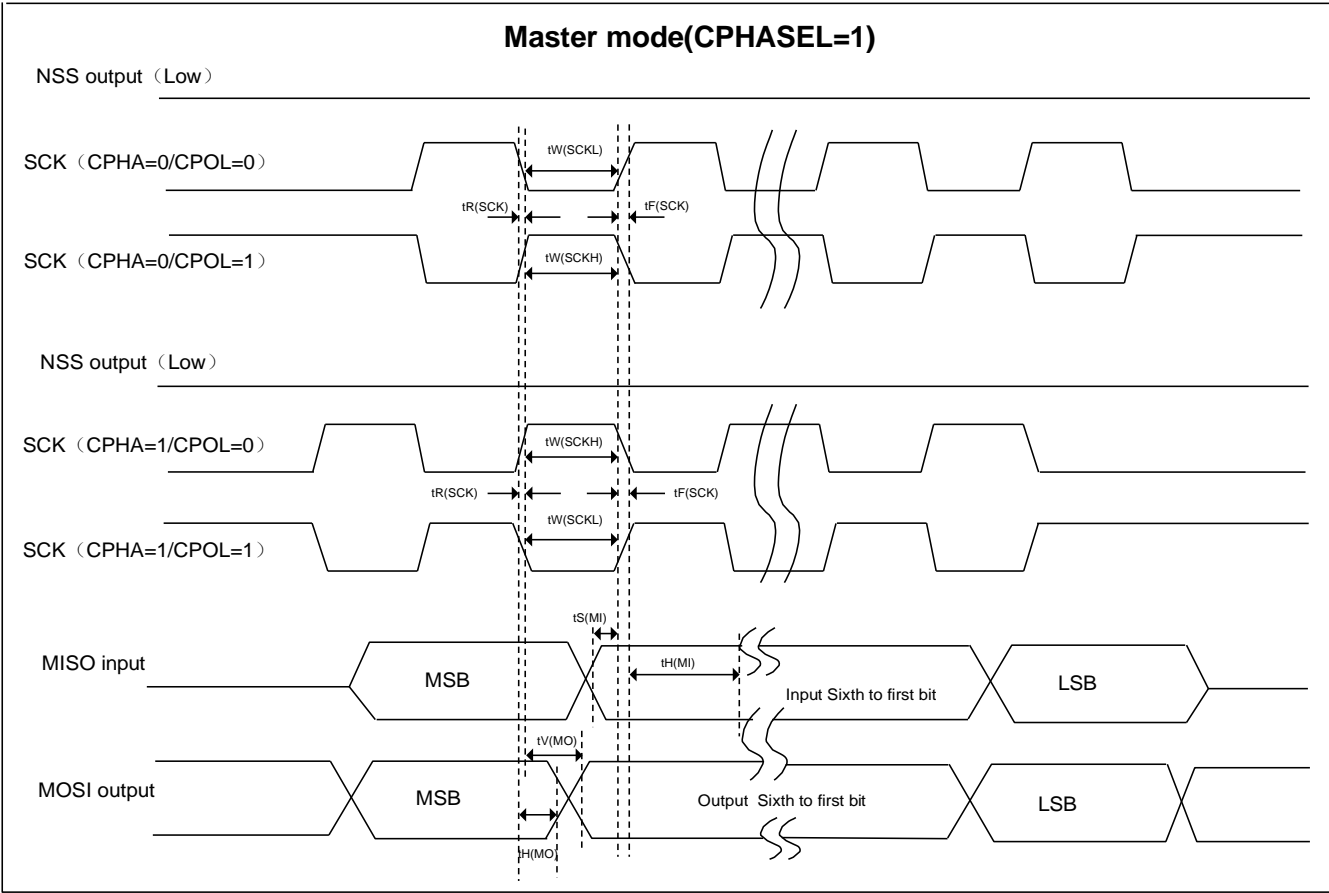 Master mode(CPHASEL=1)
NSS output（Low）
SCK（CPHA=0/CPOL=0）
tW(SCKL)
tR(SCK)
tF(SCK)
SCK（CPHA=0/CPOL=1）
tW(SCKH)
NSS output（Low）
SCK（CPHA=1/CPOL=0）
tW(SCKH)
tR(SCK)
tF(SCK)
SCK（CPHA=1/CPOL=1）
tW(SCKL)
tS(MI)
MISO input
MSB
tH(MI)
Input Sixth to first bit
LSB
tV(MO)
MOSI output
MSB
Output Sixth to first bit
LSB
tH(MO)